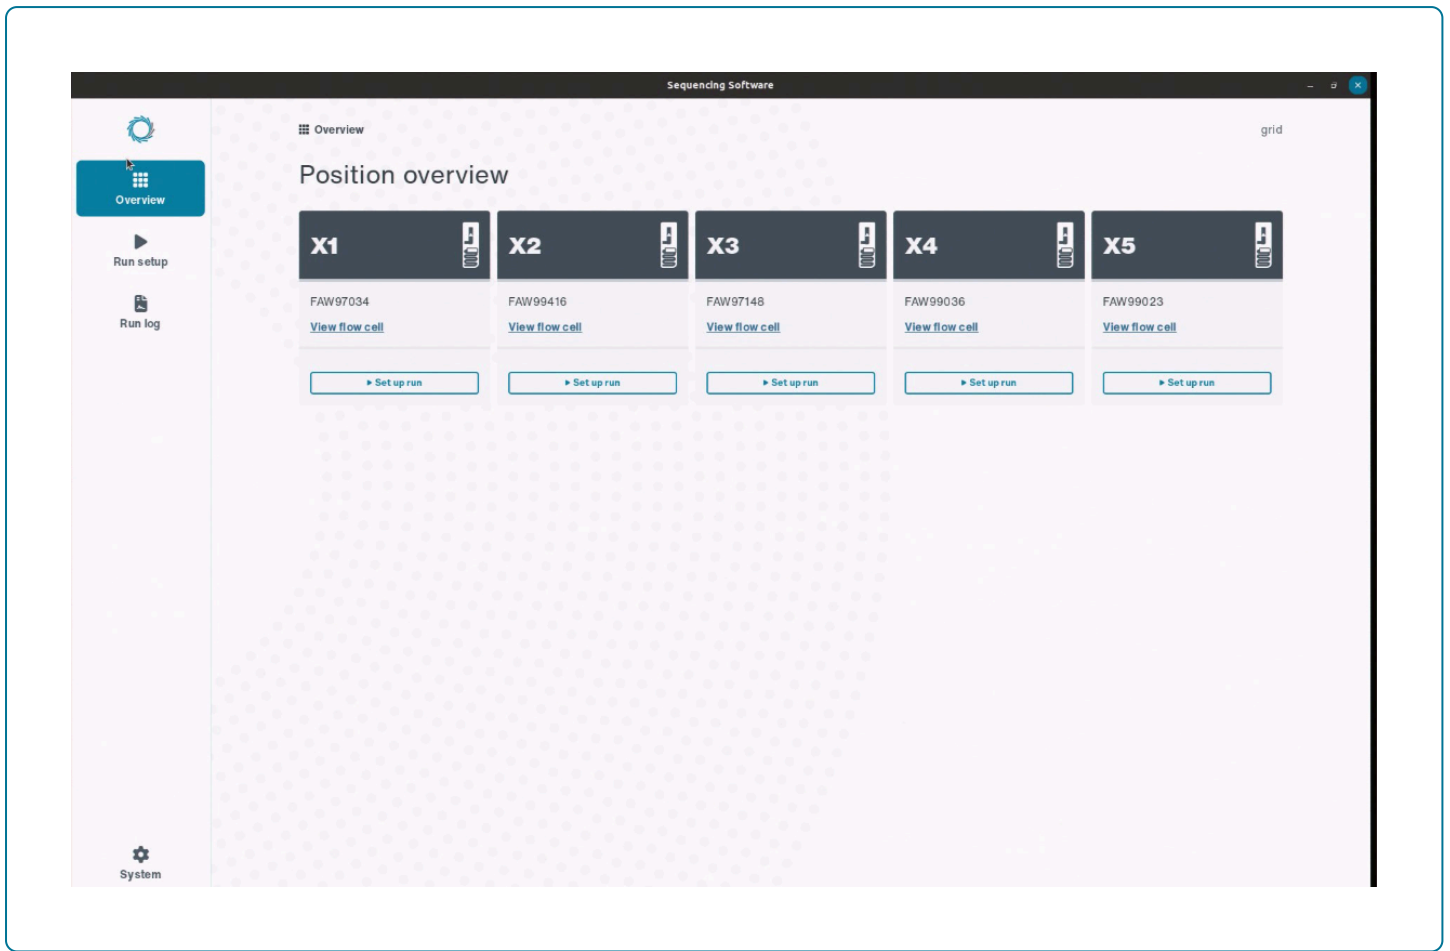 Sequencing Software
Overview
grid
Overview
Position overview
Run setup
Run log
X1
X2
X3
X4
X5
FAW97034
FAW99416
FAW97148
FAW99036
FAW99023
View flow cell
View flow cell
View flow cell
View flow cell
View flow cell
Set up run
Set up run
Set up run
Set up run
Set up run
System